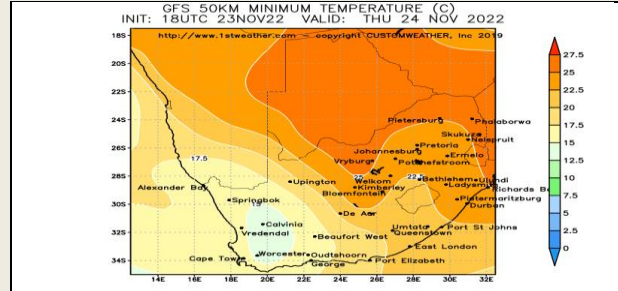 GFS 50KM MINIMUM TEMPERATURE (C)
INIT: 18UTC 23NOV22 VALID: THU 24 NOV 2022
http://www.1stweather.com copyright CUSTOMWEATHER, Inc 2019
18S
20S
22S
24S
26S
28S
30S
32S
34S
14E
16E
18E
20E
22E
24E
26E
28E
30E
32E
27.5
25
22.5
20
17.5
15
12.5
10
7.5
5
2.5
0
Pietersburg
Phalaborwa
Skukuza
Nelspruit
Pretoria
Johannesburg
Ermelo
Vryburg
Potchefstroom
17.5
25
22.5
Alexander Bay
Upington
Welkom
Bethlehem
Ulundi
Kimberley
Ladysmith
Richards B
Bloemfontein
Springbok
15
Pietermaritzburg
Durban
De Aar
Calvinia
Vredendal
Umtata
Port St Johns
Queenstown
Beaufort West
East London
Cape Town
Worcester
Oudtshoorn
George
Port Elizabeth